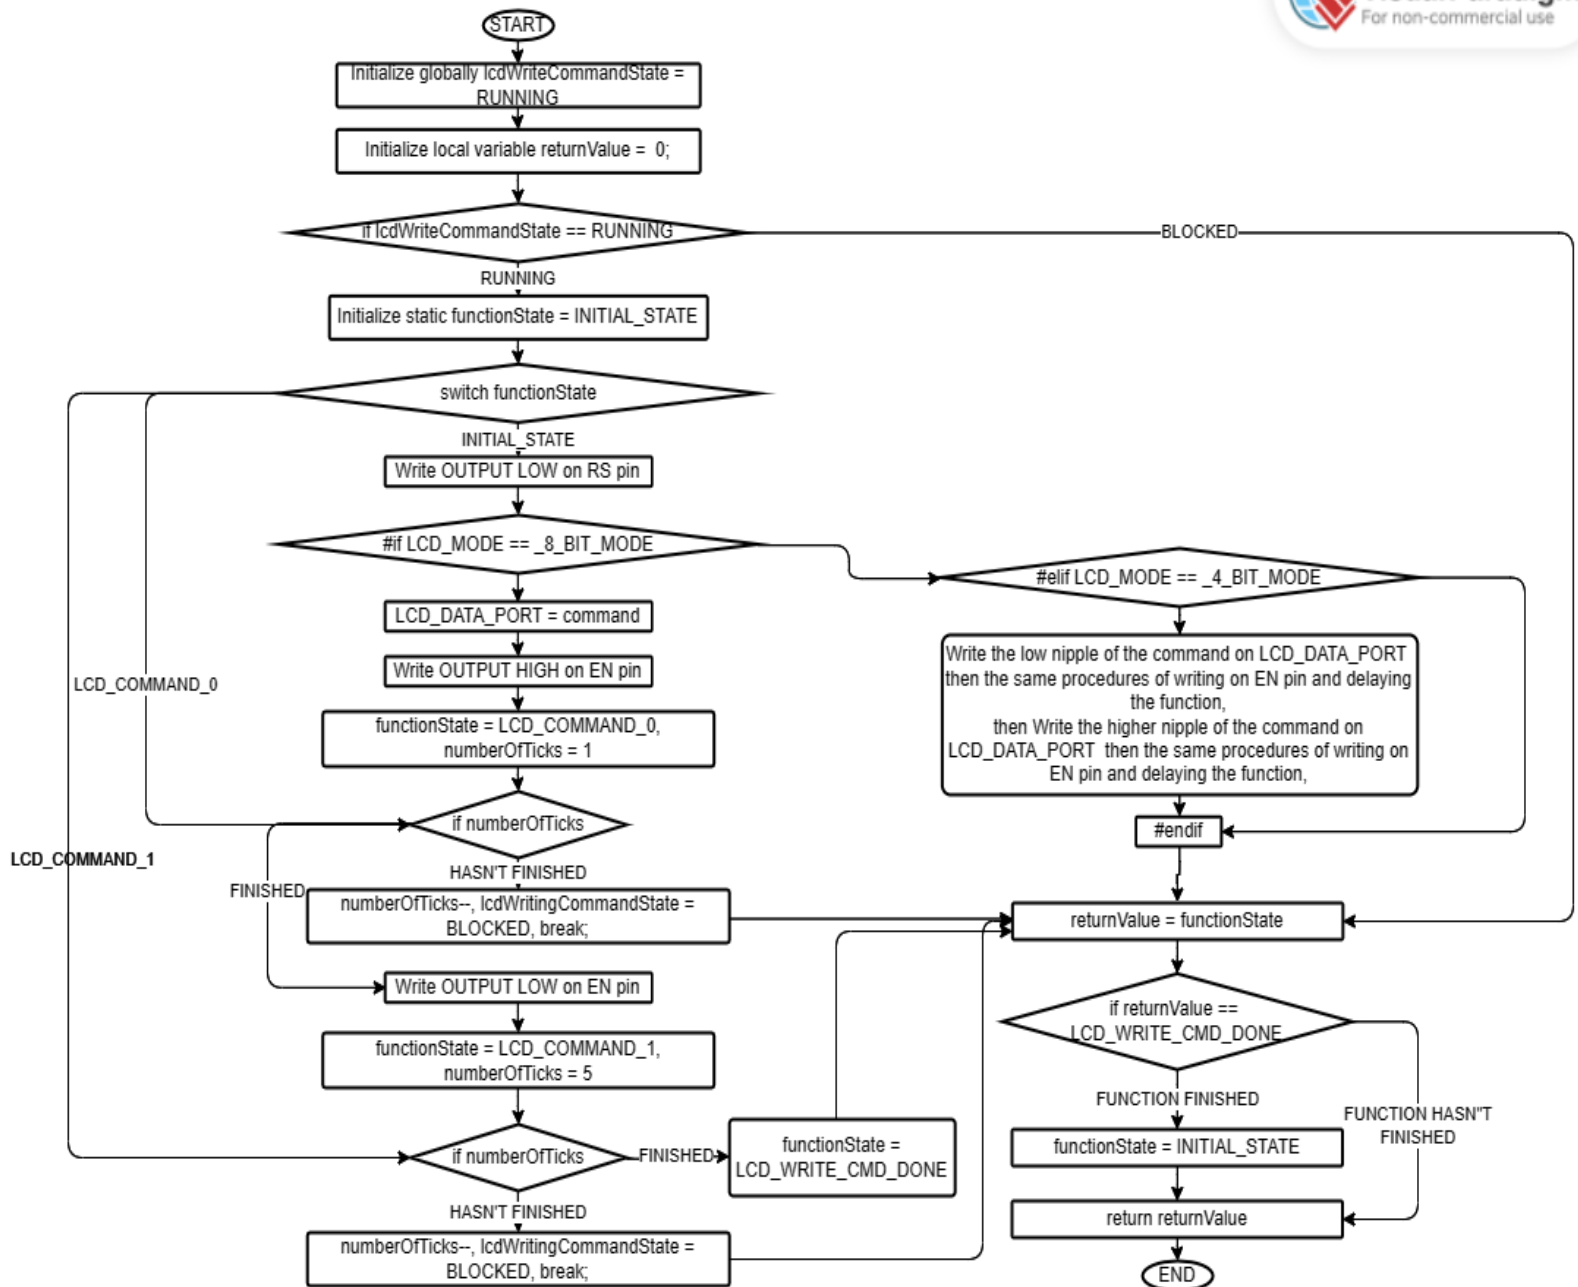 For non-commercial use
START
Initialize globally lcdWriteCommandState =
RUNNING
Initialize local variable returnValue =  0;
if lcdWriteCommandState == RUNNING
BLOCKED
RUNNING
Initialize static functionState = INITIAL_STATE
switch functionState
INITIAL_STATE
Write OUTPUT LOW on RS pin
#if LCD_MODE == _8_BIT_MODE
#elif LCD_MODE == _4_BIT_MODE
LCD_DATA_PORT = command
Write OUTPUT HIGH on EN pin
LCD_COMMAND_0
functionState = LCD_COMMAND_0,
numberOfTicks = 1
Write the low nipple of the command on LCD_DATA_PORT
then the same procedures of writing on EN pin and delaying
the function,
then Write the higher nipple of the command on
LCD_DATA_PORT  then the same procedures of writing on
EN pin and delaying the function,
if numberOfTicks
#endif
LCD_COMMAND_1
HASN'T FINISHED
FINISHED
numberOfTicks--, lcdWritingCommandState =
BLOCKED, break;
returnValue = functionState
Write OUTPUT LOW on EN pin
if returnValue ==
LCD_WRITE_CMD_DONE
functionState = LCD_COMMAND_1,
numberOfTicks = 5
FUNCTION FINISHED
FUNCTION HASN"T
FINISHED
if numberOfTicks
FINISHED
functionState =
LCD_WRITE_CMD_DONE
functionState = INITIAL_STATE
HASN'T FINISHED
return returnValue
numberOfTicks--, lcdWritingCommandState =
BLOCKED, break;
END